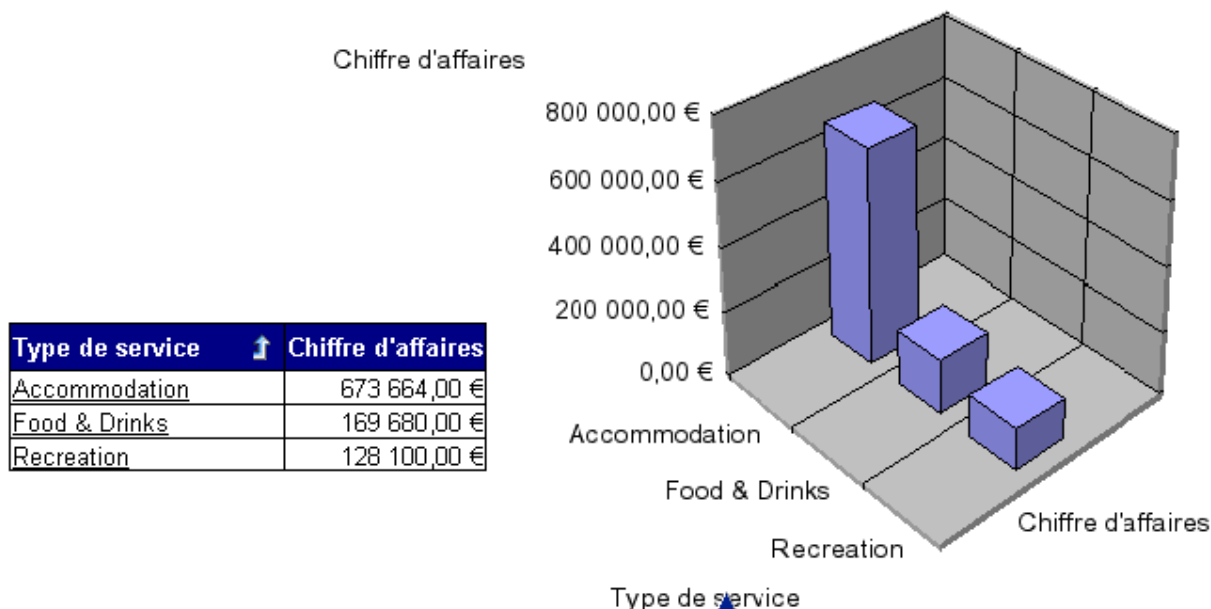 Chiffre d'affaires
800 000,00 €
600 000,00 €
400 000,00 €
200 000,00 €
0,00 €
Accommodation
Food & Drinks
Recreation
Chiffre d'affaires
Type de service
Type de service Chiffre d'affaires
Accommodation 673 664,00 €
Food & Drinks 169 680,00 €
Recreation 128 100,00 €